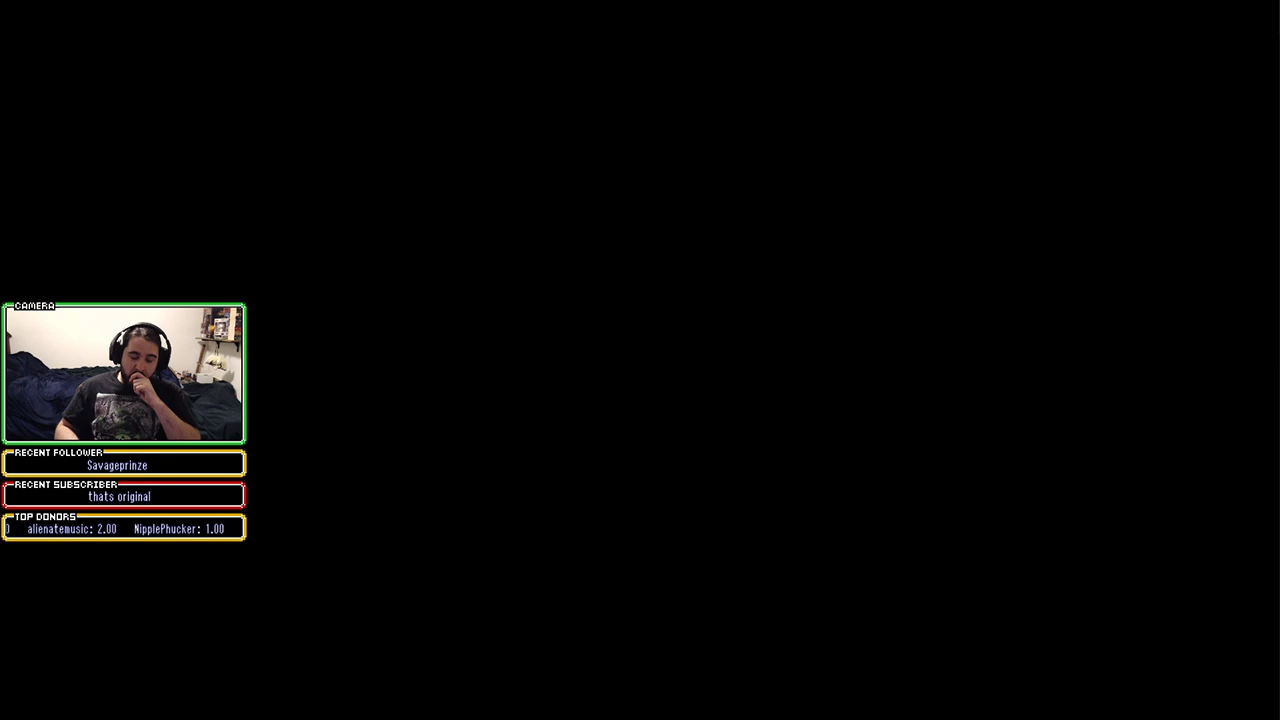 CAMERA
RECENT FOLLOWER
Savageprinze
RECENT SUBSCRIBER
thats original
TOP DONORS
alienatemusic: 2.00 NipplePhucker: 1.00